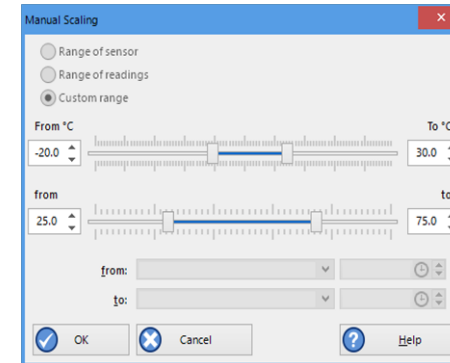 Manual Scaling
Range of sensor
Range of readings
Custom range
From °C To °C
-20.0 30.0
from to
25.0 75.0
from:
to:
OK Cancel Help